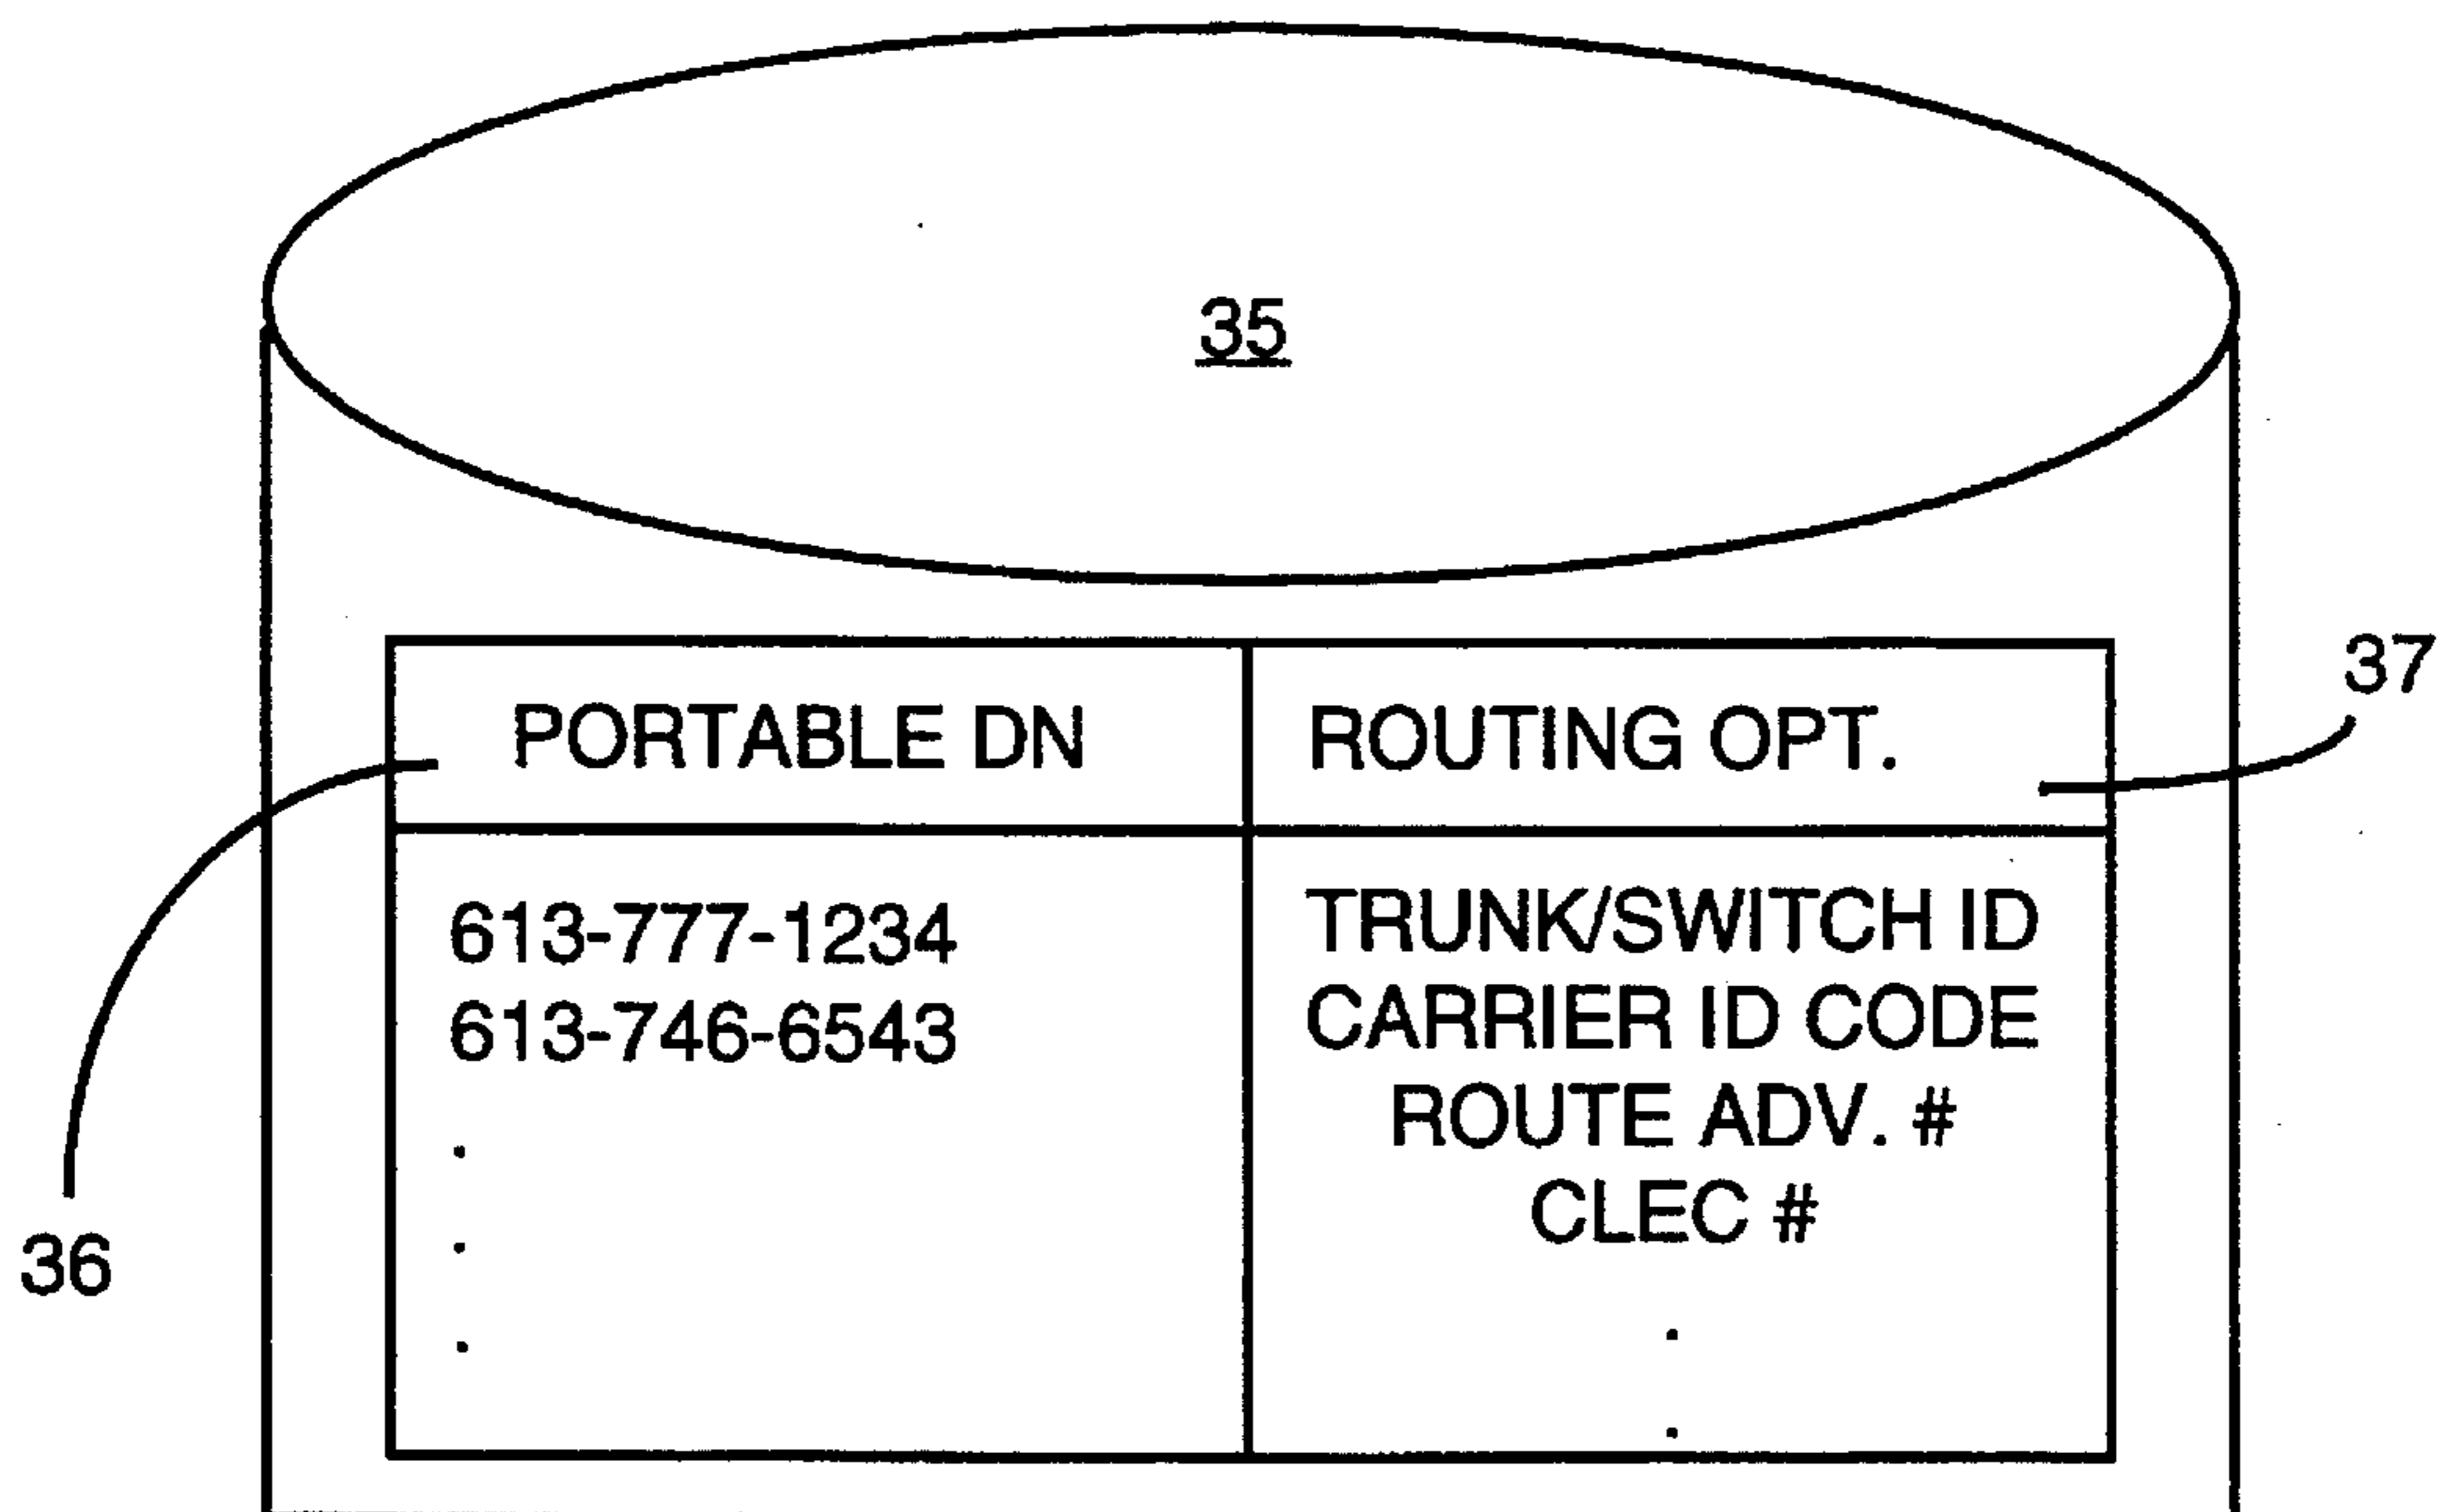 35
37
PORTABLE DN ROUTING OPT.
613-777-1234 TRUNK/SWITCH ID
613-746-6543 CARRIER ID CODE
ROUTE ADV. #
CLEC #
36